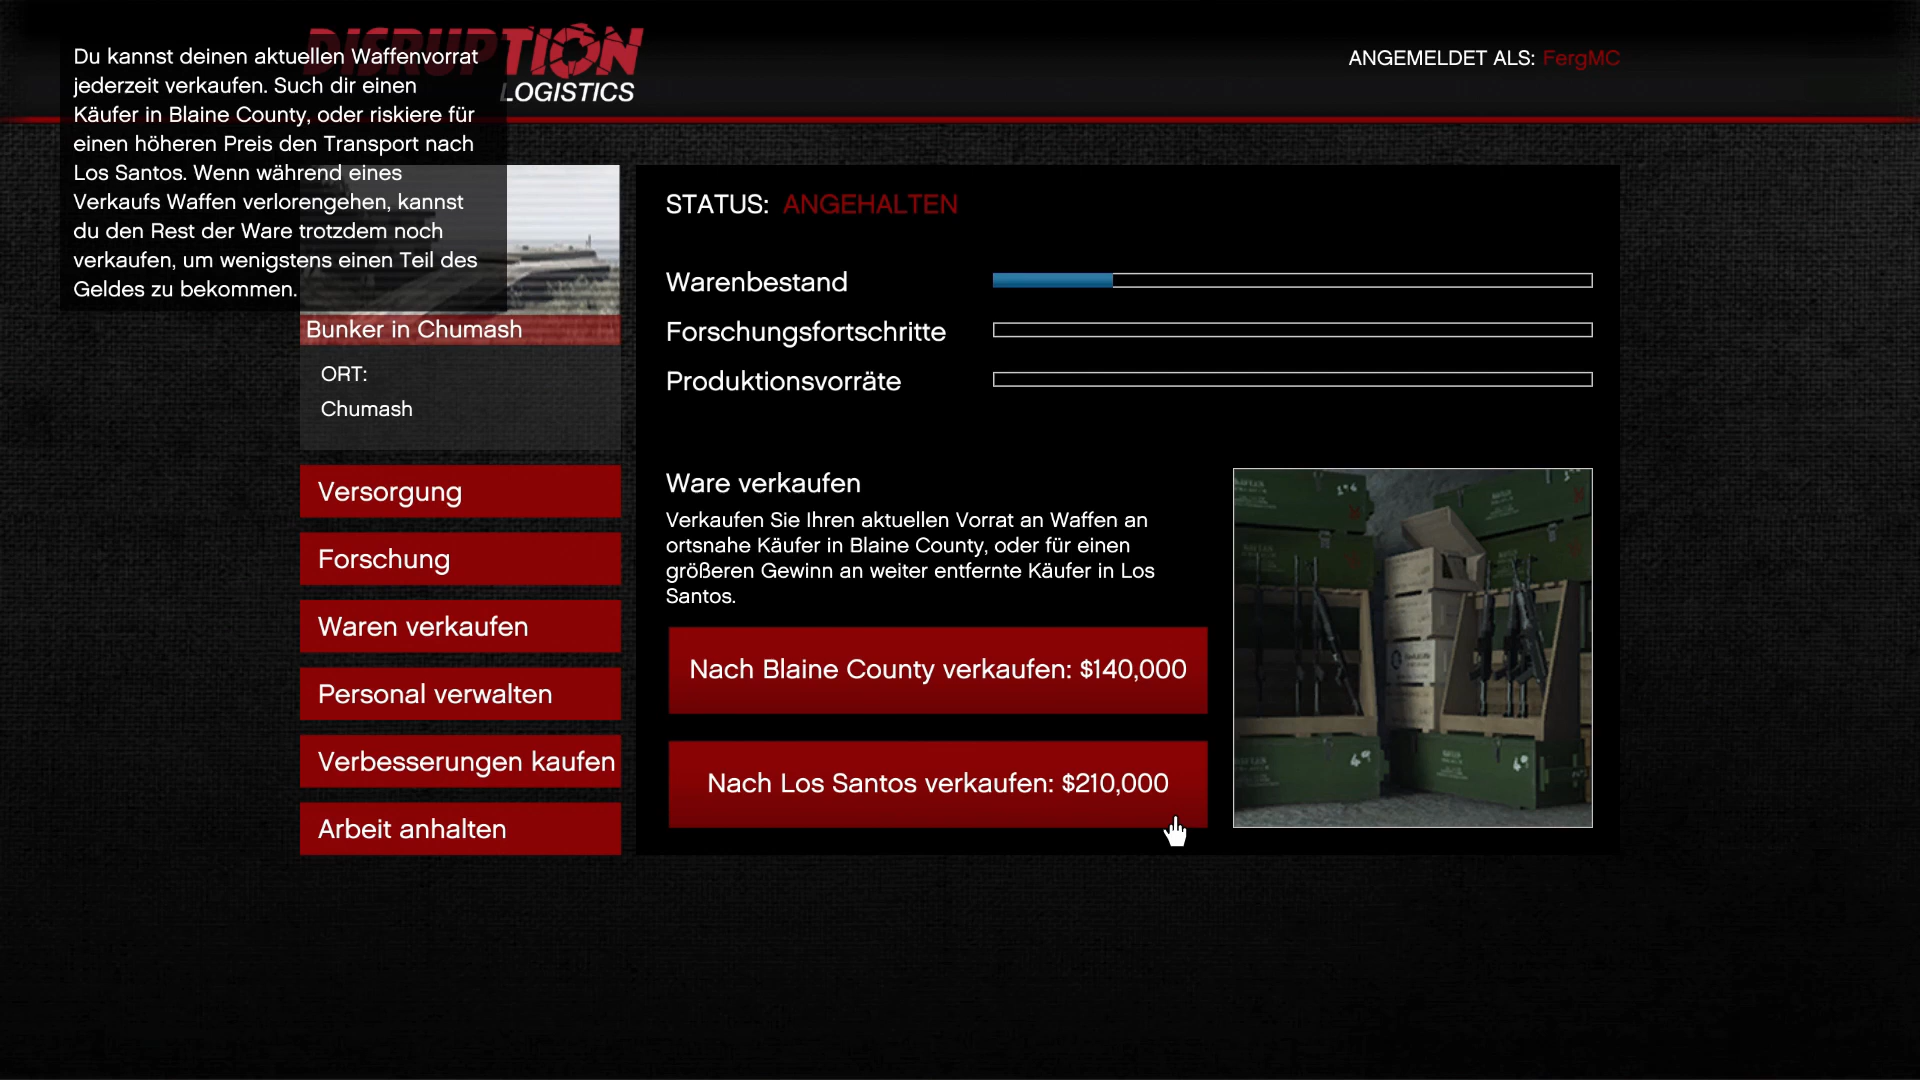 Du kannst deinen aktuellen Waffenvorrat
jederzeit verkaufen. Such dir einen
Käufer in Blaine County, oder riskiere für
einen höheren Preis den Transport nach
Los Santos. Wenn während eines
Verkaufs Waffen verlorengehen, kannst
du den Rest der Ware trotzdem noch
verkaufen, um wenigstens einen Teil des
Geldes zu bekommen.
DISRUPTION
LOGISTICS
ANGEMELDET ALS: FergMC
Bunker in Chumash
ORT:
Chumash
Versorgung
Forschung
Waren verkaufen
Personal verwalten
Verbesserungen kaufen
Arbeit anhalten
STATUS: ANGEHALTEN
Warenbestand
Forschungsfortschritte
Produktionsvorräte
Ware verkaufen
Verkaufen Sie Ihren aktuellen Vorrat an Waffen an
ortsnahe Käufer in Blaine County, oder für einen
größeren Gewinn an weiter entfernte Käufer in Los
Santos.
Nach Blaine County verkaufen: $140,000
Nach Los Santos verkaufen: $210,000